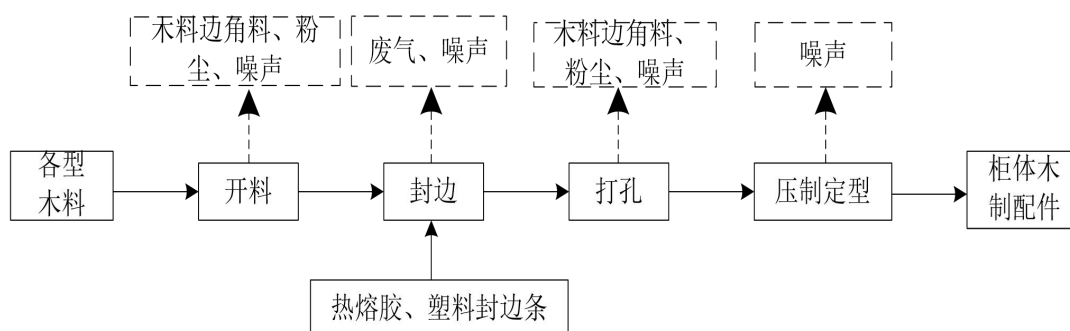 木料边角料、粉
尘、噪声
废气、噪声
木料边角料、
粉尘、噪声
噪声
各型
木料
开料
封边
打孔
压制定型
柜体木
制配件
热熔胶、塑料封边条